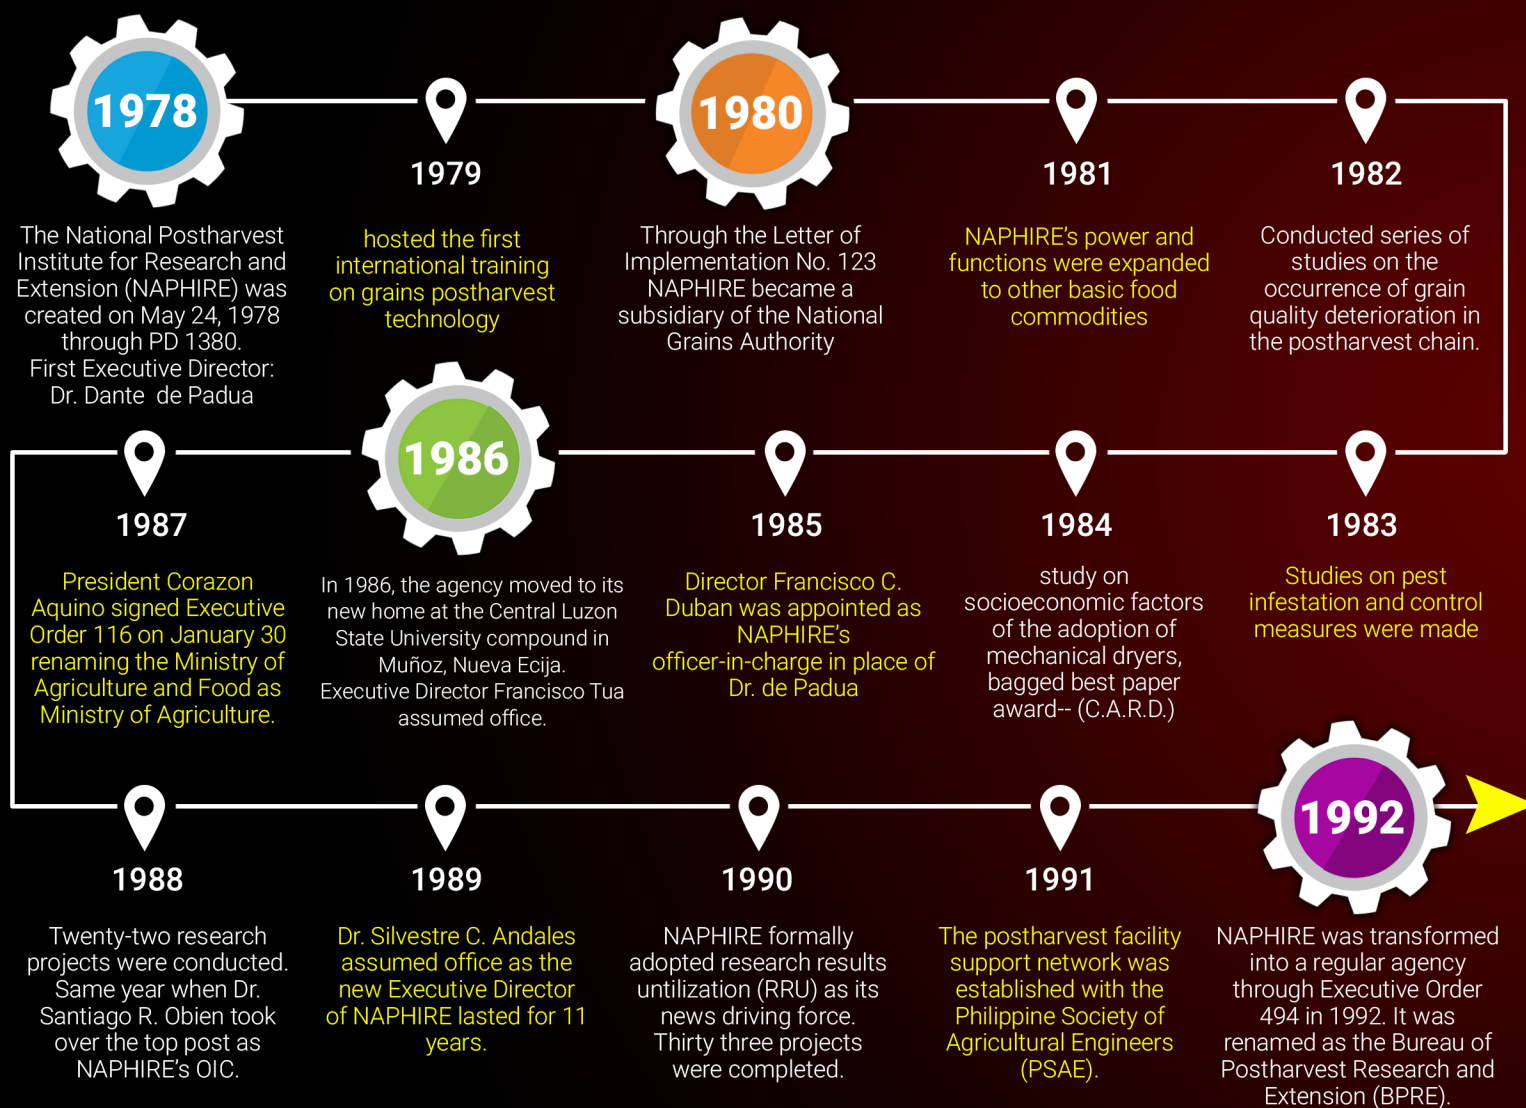 1978
The National Postharvest
Institute for Research and
Extension (NAPHIRE) was
created on May 24, 1978
through PD 1380.
First Executive Director:
Dr. Dante de Padua
1979
hosted the first
international training
on grains postharvest
technology
1980
Through the Letter of
Implementation No. 123
NAPHIRE became a
subsidiary of the National
Grains Authority
1981
NAPHIRE's power and
functions were expanded
to other basic food
commodities
1982
Conducted series of
studies on the
occurrence of grain
quality deterioration in
the postharvest chain.
1983
Studies on pest
infestation and control
measures were made
1984
study on
socioeconomic factors
of the adoption of
mechanical dryers,
bagged best paper
award-- (C.A.R.D.)
1985
Director Francisco C.
Duban was appointed as
NAPHIRE's
officer-in-charge in place of
Dr. de Padua
1986
In 1986, the agency moved to its
new home at the Central Luzon
State University compound in
Muñoz, Nueva Ecija.
Executive Director Francisco Tua
assumed office.
1987
President Corazon
Aquino signed Executive
Order 116 on January 30
renaming the Ministry of
Agriculture and Food as
Ministry of Agriculture.
1988
Twenty-two research
projects were conducted.
Same year when Dr.
Santiago R. Obien took
over the top post as
NAPHIRE's OIC.
1989
Dr. Silvestre C. Andales
assumed office as the
new Executive Director
of NAPHIRE lasted for 11
years.
1990
NAPHIRE formally
adopted research results
untilization (RRU) as its
news driving force.
Thirty three projects
were completed.
1991
The postharvest facility
support network was
established with the
Philippine Society of
Agricultural Engineers
(PSAE).
1992
NAPHIRE was transformed
into a regular agency
through Executive Order
494 in 1992. It was
renamed as the Bureau of
Postharvest Research and
Extension (BPRE).